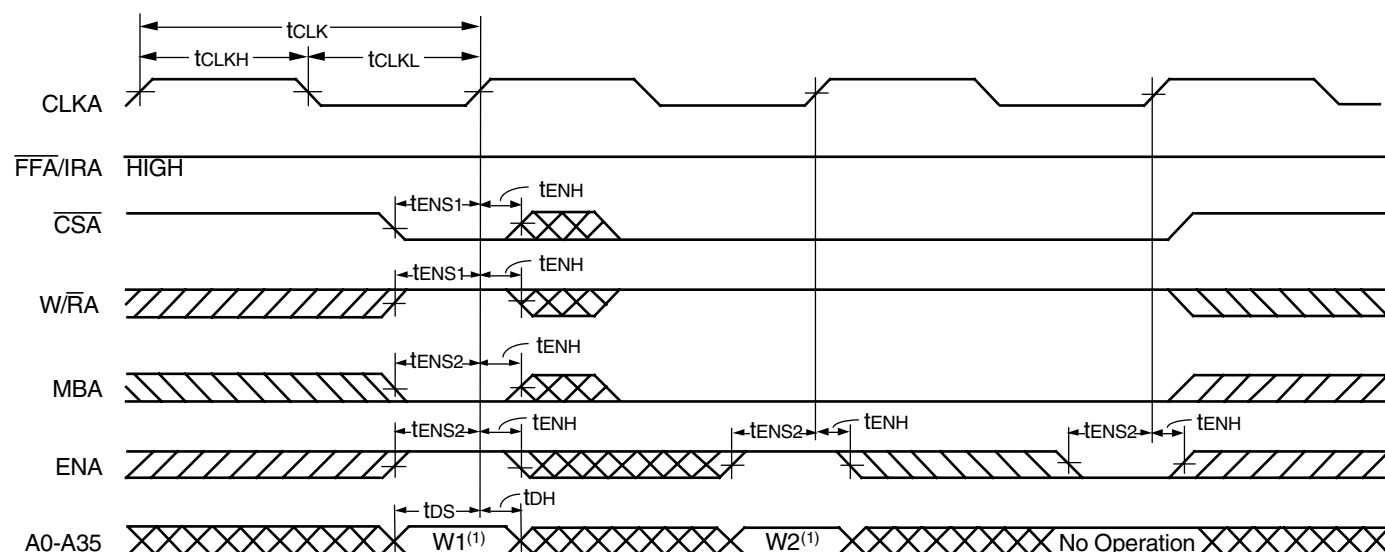 tCLK
tCLKH tCLKL
CLKA
FFA/IRA HIGH
tENS1 tENH
CSA
tENS1 tENH
W/RA
tENS2 tENH
MBA
tENS2 tENH tENS2 tENH tENS2 tENH
ENA
tDS tDH
A0-A35 W1(1) W2(1) No Operation